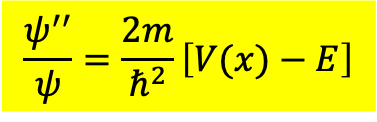 ψ''/ψ = 2m/ħ² [V(x) − E]